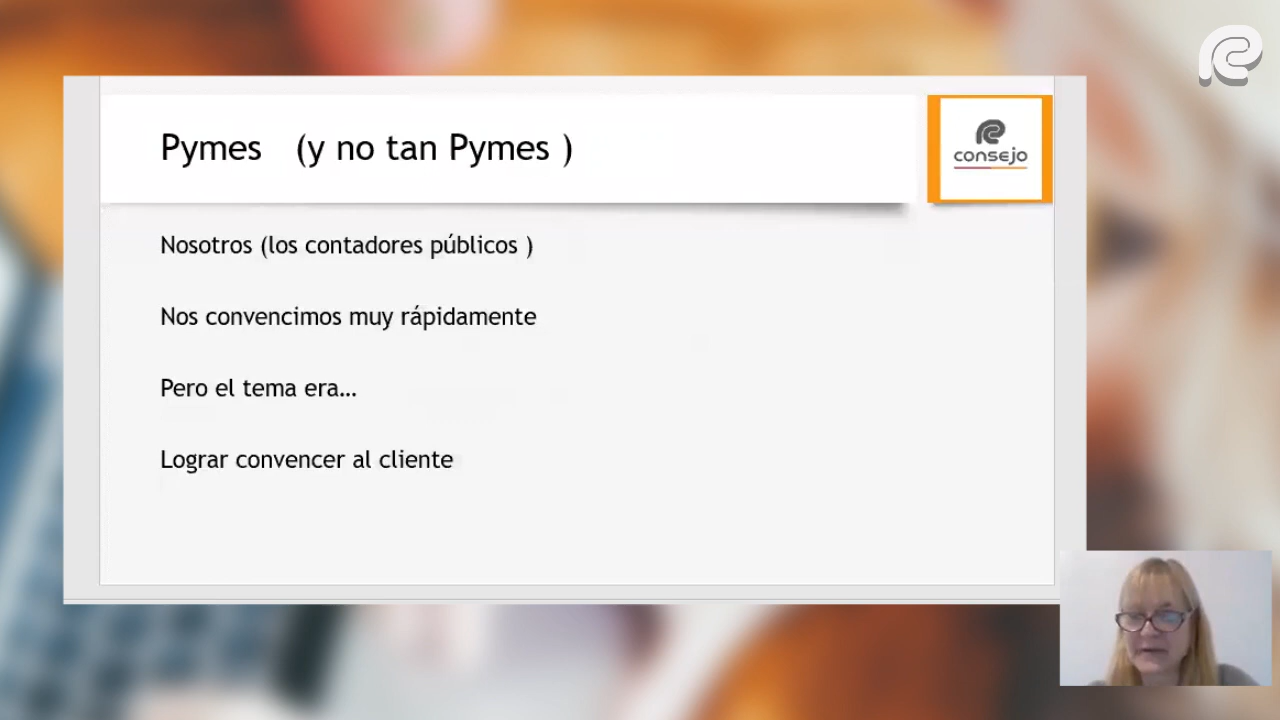 Pymes (y no tan Pymes )
consejo
Nosotros (los contadores públicos )
Nos convencimos muy rápidamente
Pero el tema era…
Lograr convencer al cliente